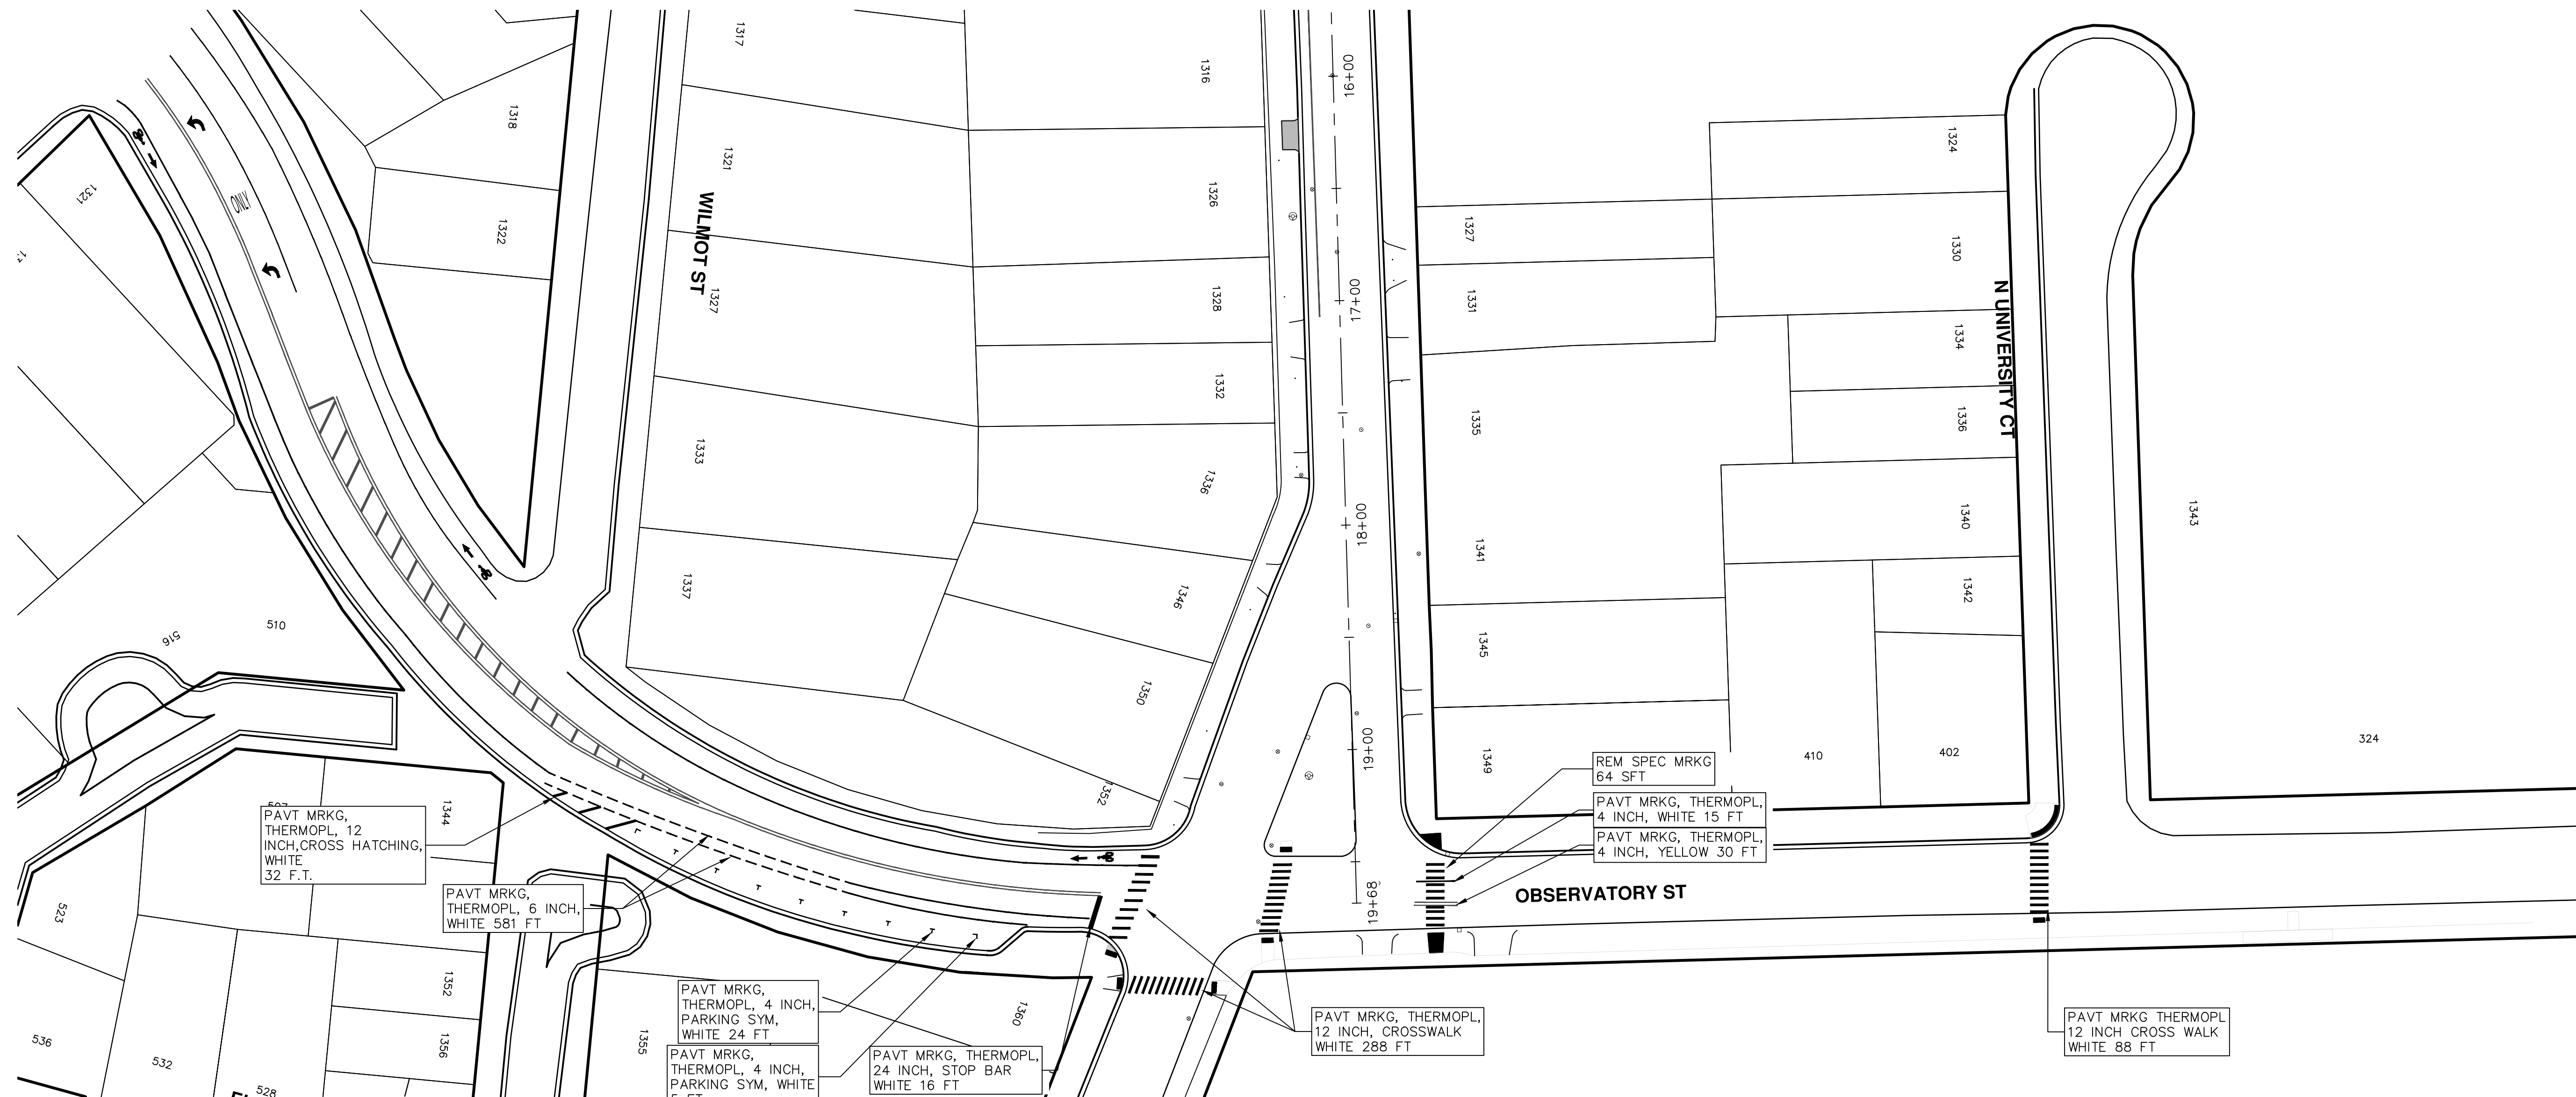 1317
1316
16+00
1318
1324
1321
1321
1326
1322
ONLY
WILMOT ST
1327
1330
1327
1328
17+00
1331
N UNIVERSITY CT
1334
1332
1335
1336
1333
1336
18+00
1341
1340
1343
1337
1346
1342
516
510
1345
1350
19+00
1349
410
402
324
REM SPEC MRKG
64 SFT
PAVT MRKG, THERMOPL,
4 INCH, WHITE 15 FT
PAVT MRKG, THERMOPL,
4 INCH, YELLOW 30 FT
1352
1344
PAVT MRKG,
THERMOPL, 12
INCH,CROSS HATCHING,
WHITE
32 F.T.
PAVT MRKG,
THERMOPL, 6 INCH,
WHITE 581 FT
19+68
OBSERVATORY ST
523
1352
536
532
528
1356
1355
1360
PAVT MRKG,
THERMOPL, 4 INCH,
PARKING SYM,
WHITE 24 FT
PAVT MRKG,
THERMOPL, 4 INCH,
PARKING SYM, WHITE
PAVT MRKG, THERMOPL,
24 INCH, STOP BAR
WHITE 16 FT
PAVT MRKG, THERMOPL,
12 INCH, CROSSWALK
WHITE 288 FT
PAVT MRKG THERMOPL
12 INCH CROSS WALK
WHITE 88 FT